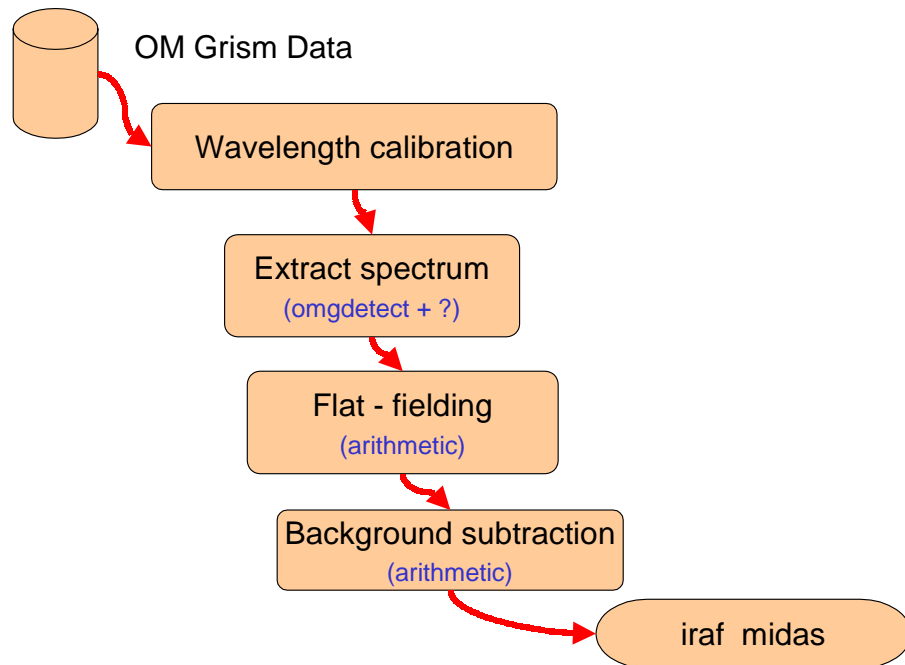 OM Grism Data
Wavelength calibration
Extract spectrum
(omgdetect + ?)
Flat - fielding
(arithmetic)
Background subtraction
(arithmetic)
iraf  midas